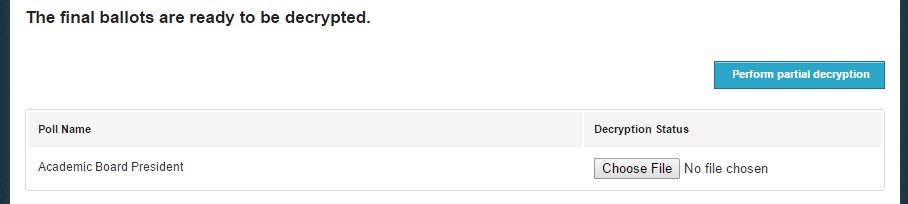 The final ballots are ready to be decrypted.
Perform partial decryption
Poll Name Decryption Status
Academic Board President Choose File No file chosen